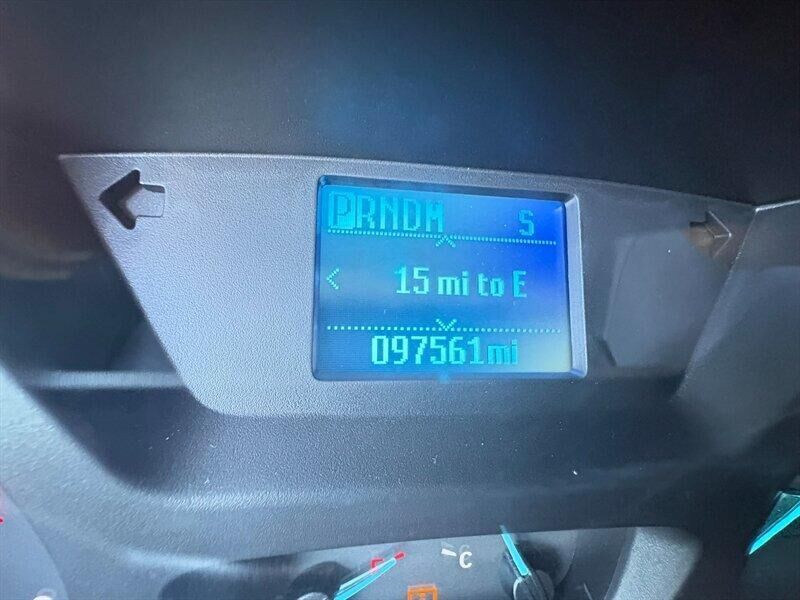 PRNDM S
15 mi to E
097561mi
E C